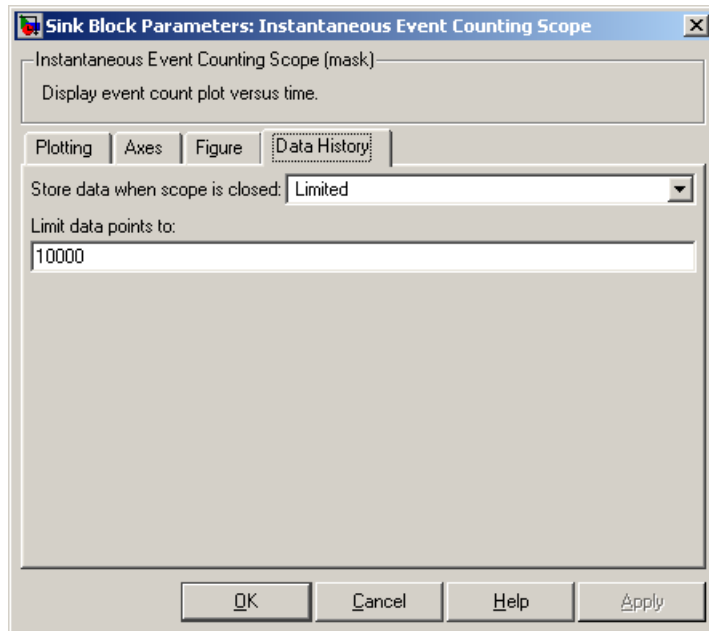 Sink Block Parameters: Instantaneous Event Counting Scope
Instantaneous Event Counting Scope (mask)
Display event count plot versus time.
Plotting Axes Figure Data History
Store data when scope is closed: Limited
Limit data points to:
10000
OK Cancel Help Apply